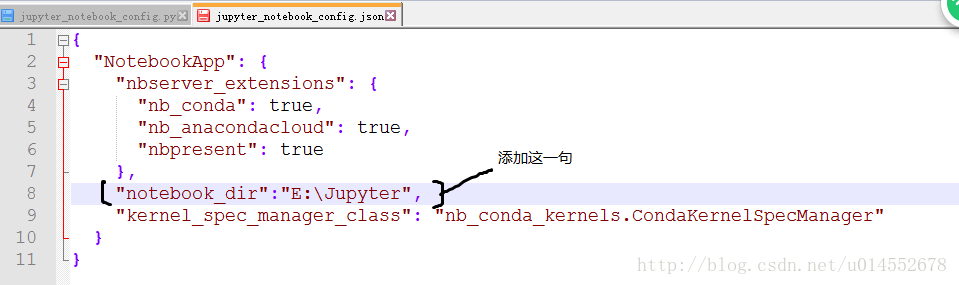 jupyter_notebook_config.py jupyter_notebook_config.json
1 {
2 "NotebookApp": {
3 "nbserver_extensions": {
4 "nb_conda": true,
5 "nb_anacondacloud": true,
6 "nbpresent": true
7 },
添加这一句
8 "notebook_dir":"E:\Jupyter",
9 "kernel_spec_manager_class": "nb_conda_kernels.CondaKernelSpecManager"
10 }
11 }
http://blog.csdn.net/u014552678